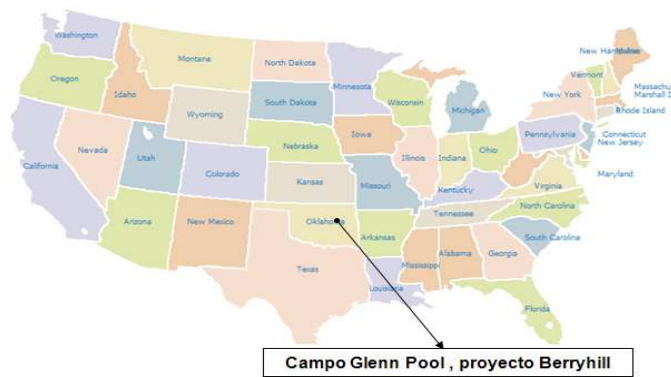 Washington
Montana
North Dakota
Minnesota
New Hampshire
Maine
Vermont
Oregon
Idaho
South Dakota
Wisconsin
Michigan
New York
Massachu
Marshall I
Rhode Island
Wyoming
Connecticut
New Jersey
Pennsylvania
Iowa
Nebraska
Nevada
Utah
Illinois
Indiana
Ohio
Maryland
California
Colorado
Kansas
Missouri
Kentucky
Virginia
North Carolina
Tennessee
Arizona
New Mexico
Oklahoma
Arkansas
South Carolina
Mississippi
Alabama
Georgia
Texas
Louisiana
Florida
Campo Glenn Pool , proyecto Berryhill